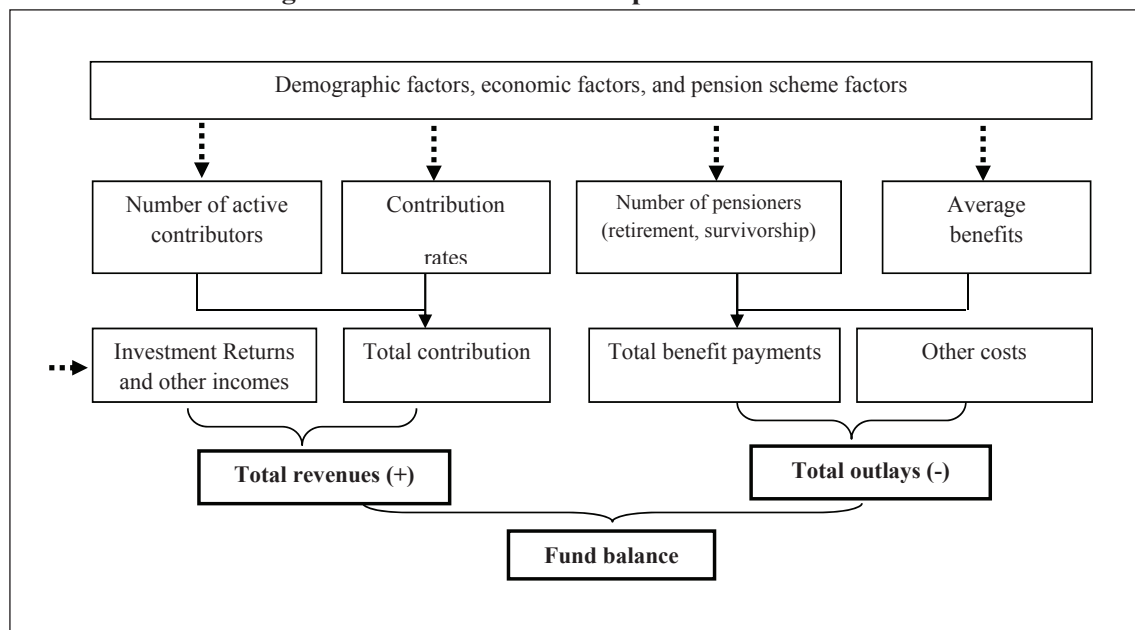 Demographic factors, economic factors, and pension scheme factors
Number of active
contributors
Contribution
rates
Number of pensioners
(retirement, survivorship)
Average
benefits
Investment Returns
and other incomes
Total contribution
Total benefit payments
Other costs
Total revenues (+)
Total outlays (-)
Fund balance